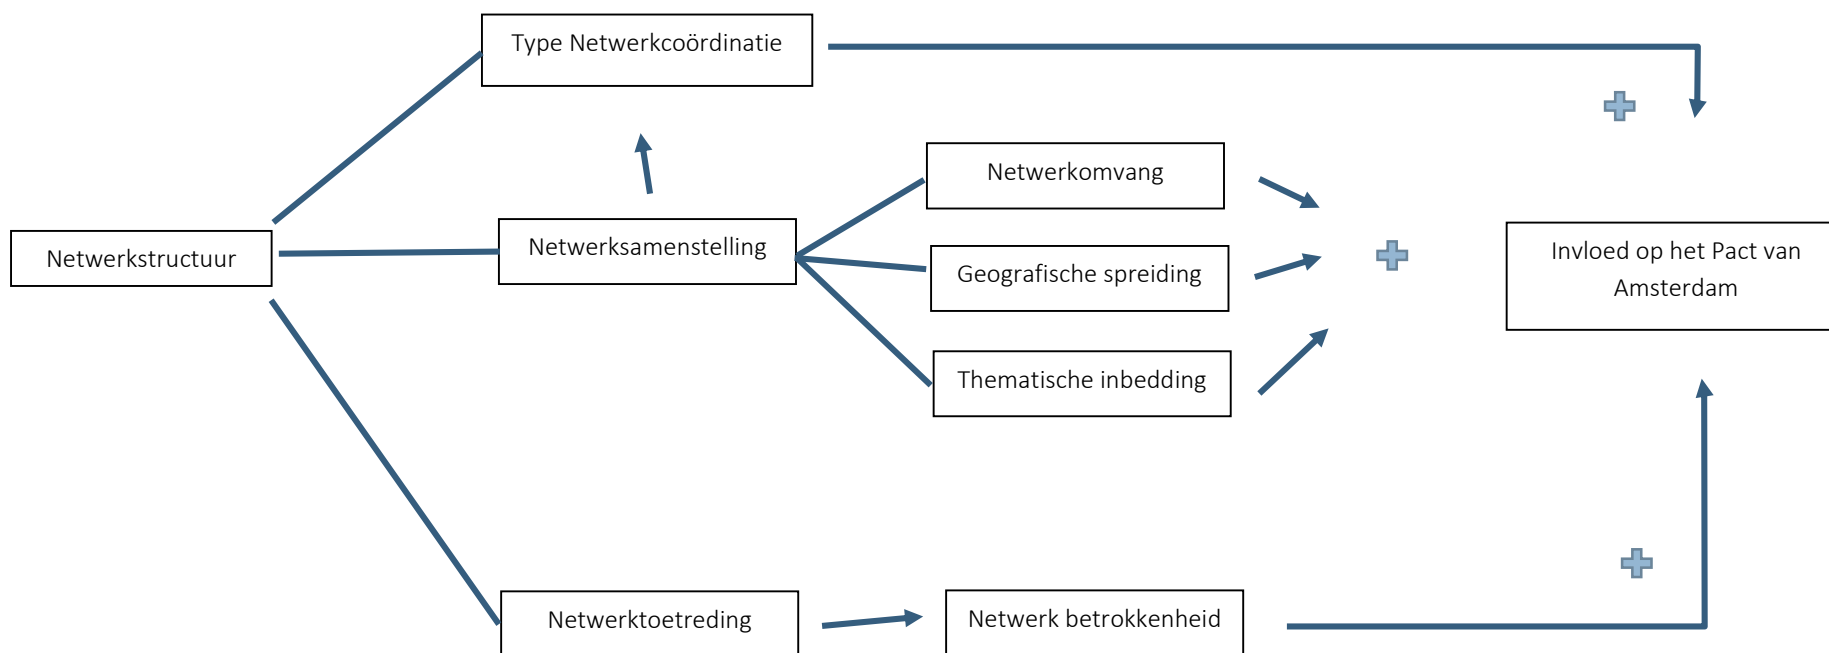 Type Netwerkcoördinatie
Netwerkomvang
Netwerkstructuur
Netwerksamenstelling
Geografische spreiding
Invloed op het Pact van
Amsterdam
Thematische inbedding
Netwerktoetreding
Netwerk betrokkenheid